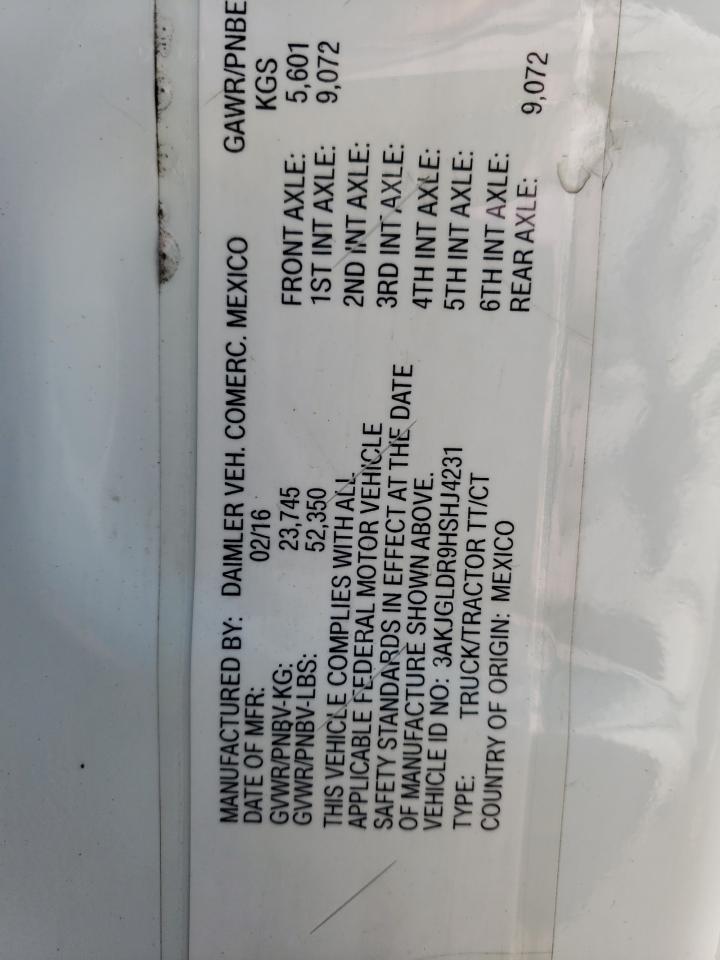 MANUFACTURED BY: DAIMLER VEH. COMERC. MEXICO
DATE OF MFR: 02/16
GVWR/PNBV-KG: 23,745
GVWR/PNBV-LBS: 52,350
THIS VEHICLE COMPLIES WITH ALL
APPLICABLE FEDERAL MOTOR VEHICLE
SAFETY STANDARDS IN EFFECT AT THE DATE
OF MANUFACTURE SHOWN ABOVE.
VEHICLE ID NO: 3AKJGLDR9HSHJ4231
TYPE: TRUCK/TRACTOR TT/CT
COUNTRY OF ORIGIN: MEXICO
GAWR/PNBE
KGS
FRONT AXLE: 5,601
1ST INT AXLE: 9,072
2ND INT AXLE:
3RD INT AXLE:
4TH INT AXLE:
5TH INT AXLE:
6TH INT AXLE:
REAR AXLE: 9,072